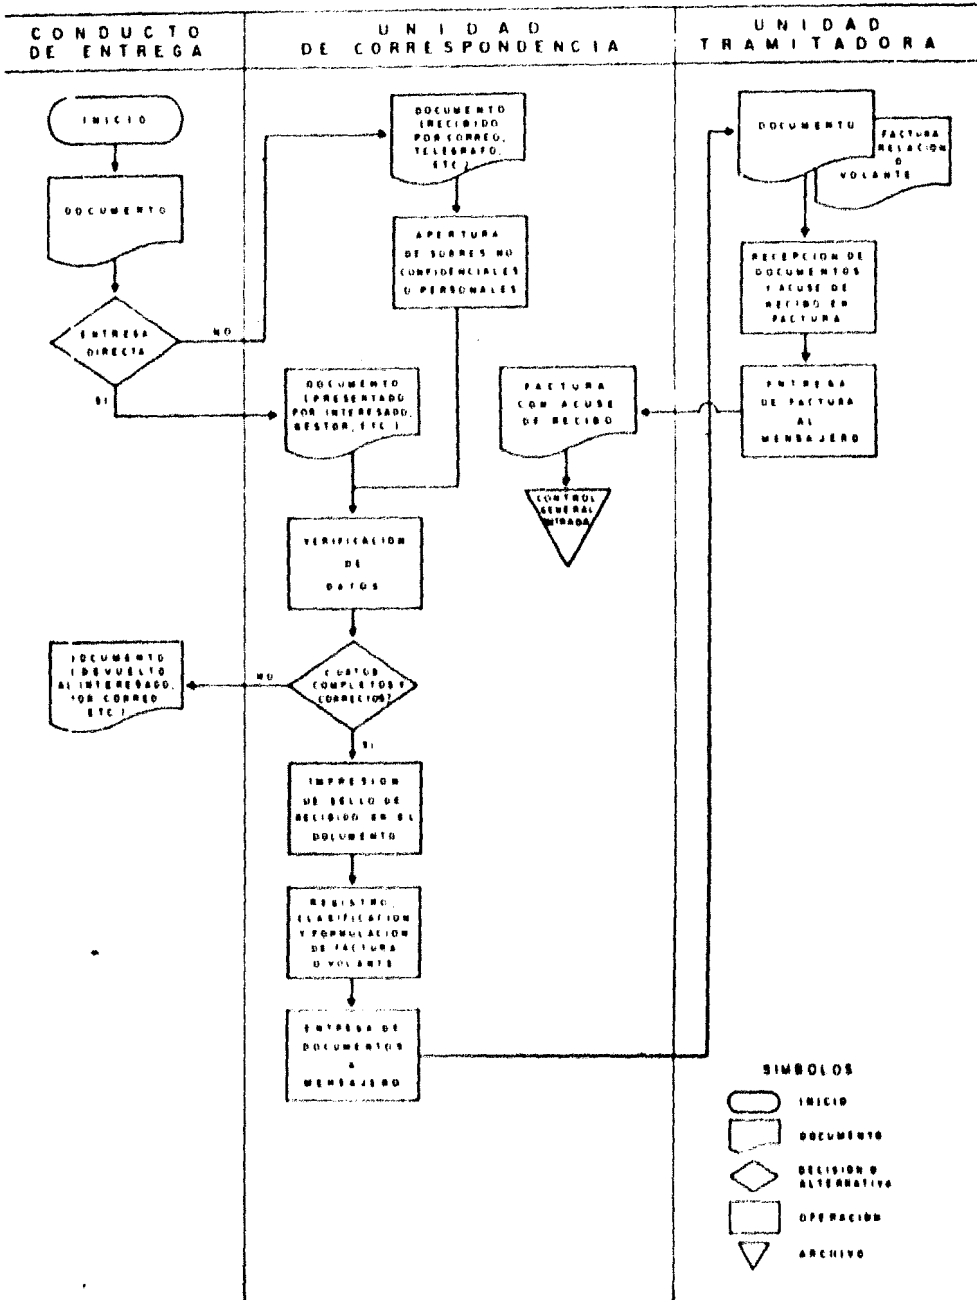 CONDUCTO
DE ENTREGA
UNIDAD
DE CORRESPONDENCIA
UNIDAD
TRAMITADORA
INICIO
DOCUMENTO
ENTREGA
DIRECTA
NO
SI
DOCUMENTO
(RECIBIDO
POR CORREO,
TELEGRAFO,
ETC.)
APERTURA
DE SOBRES NO
CONFIDENCIALES
O PERSONALES
DOCUMENTO
(PRESENTADO
POR INTERESADO,
GESTOR, ETC.)
VERIFICACION
DE
DATOS
¿DATOS
COMPLETOS Y
CORRECTOS?
NO
SI
DOCUMENTO
(DEVUELTO
AL INTERESADO,
POR CORREO
ETC.)
IMPRESION
DE SELLO DE
RECIBIDO EN EL
DOCUMENTO
REGISTRO,
CLASIFICACION
Y FORMULACION
DE FACTURA
O VOLANTE
ENTREGA DE
DOCUMENTOS
A
MENSAJERO
DOCUMENTO
FACTURA
RELACION
O
VOLANTE
RECEPCION DE
DOCUMENTOS
Y ACUSE DE
RECIBO EN
FACTURA
ENTREGA
DE FACTURA
AL
MENSAJERO
FACTURA
CON ACUSE
DE RECIBO
CONTROL
GENERAL
ENTRADA
SIMBOLOS
INICIO
DOCUMENTO
DECISION O
ALTERNATIVA
OPERACION
ARCHIVO